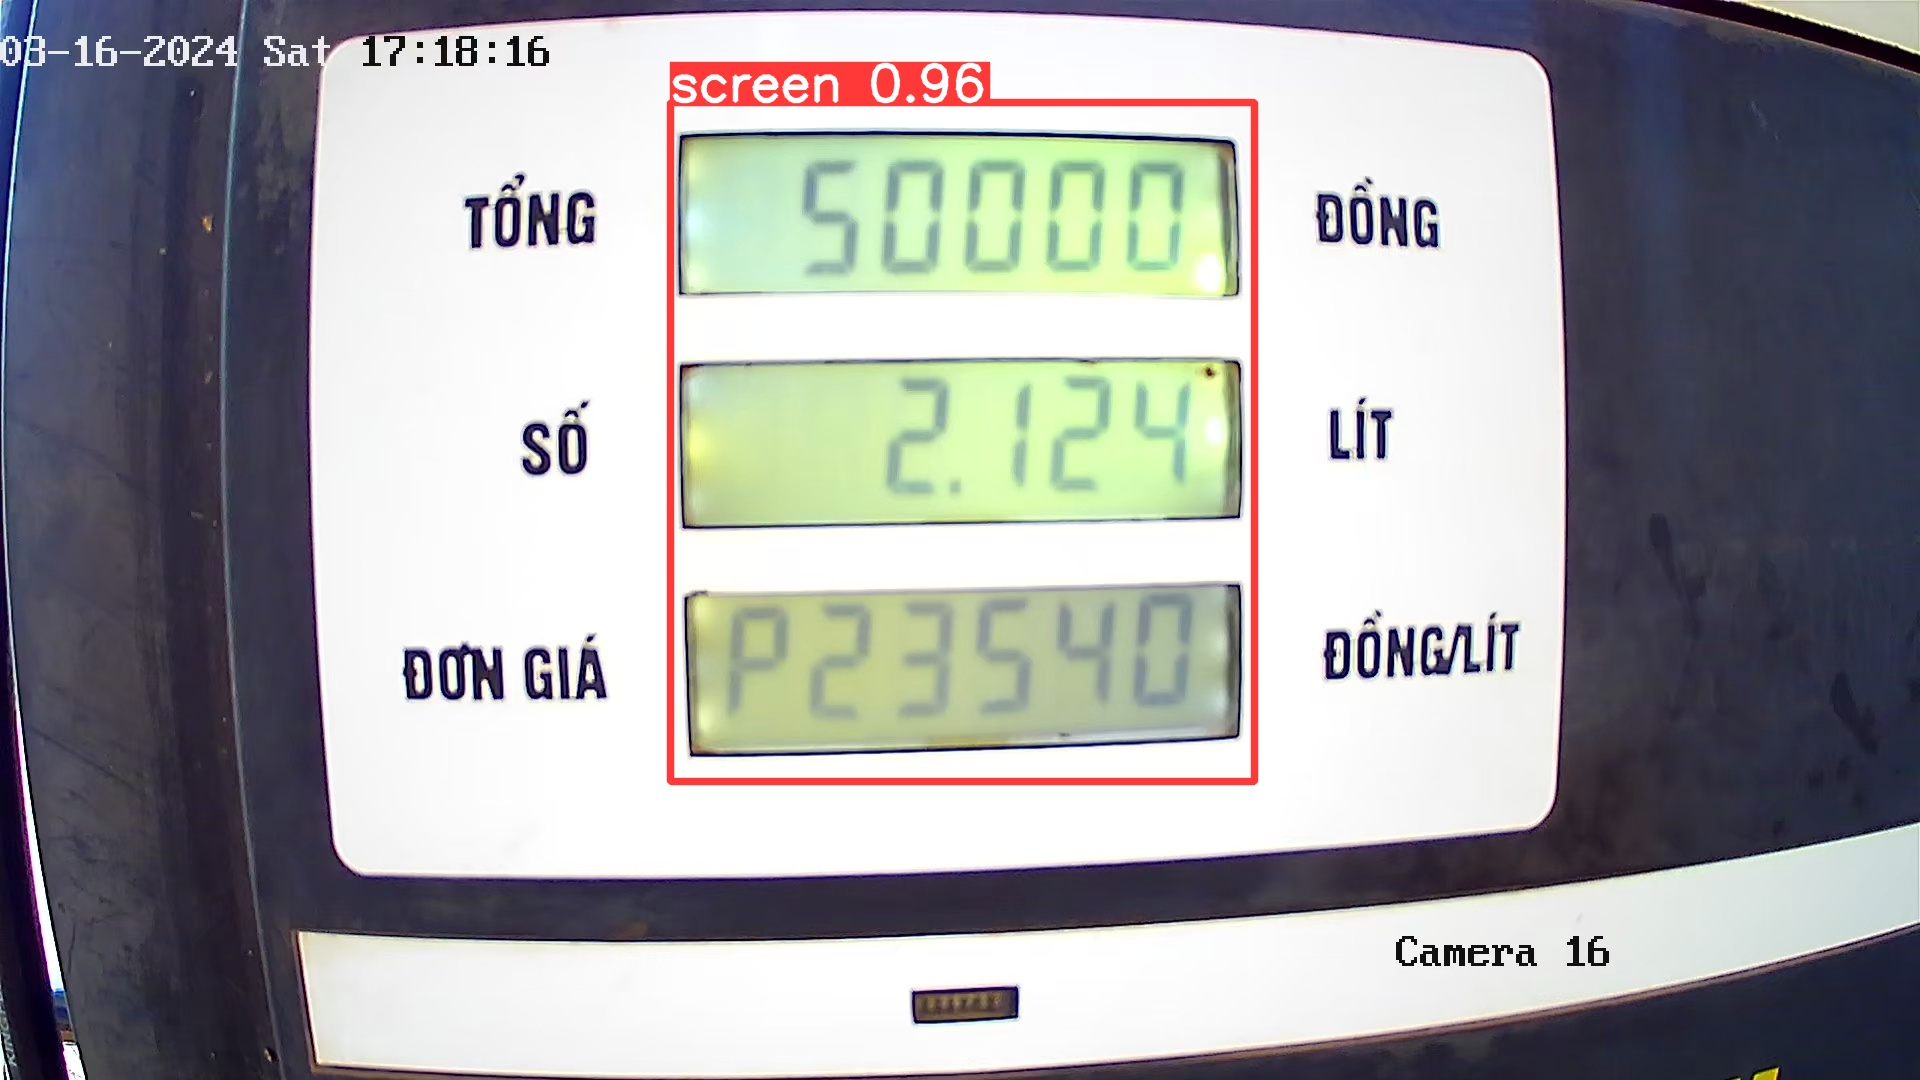 03-16-2024 Sat 17:18:16
screen 0.96
TỔNG 50000 ĐỒNG
SỐ 2.124 LÍT
ĐƠN GIÁ P23540 ĐỒNG/LÍT
Camera 16